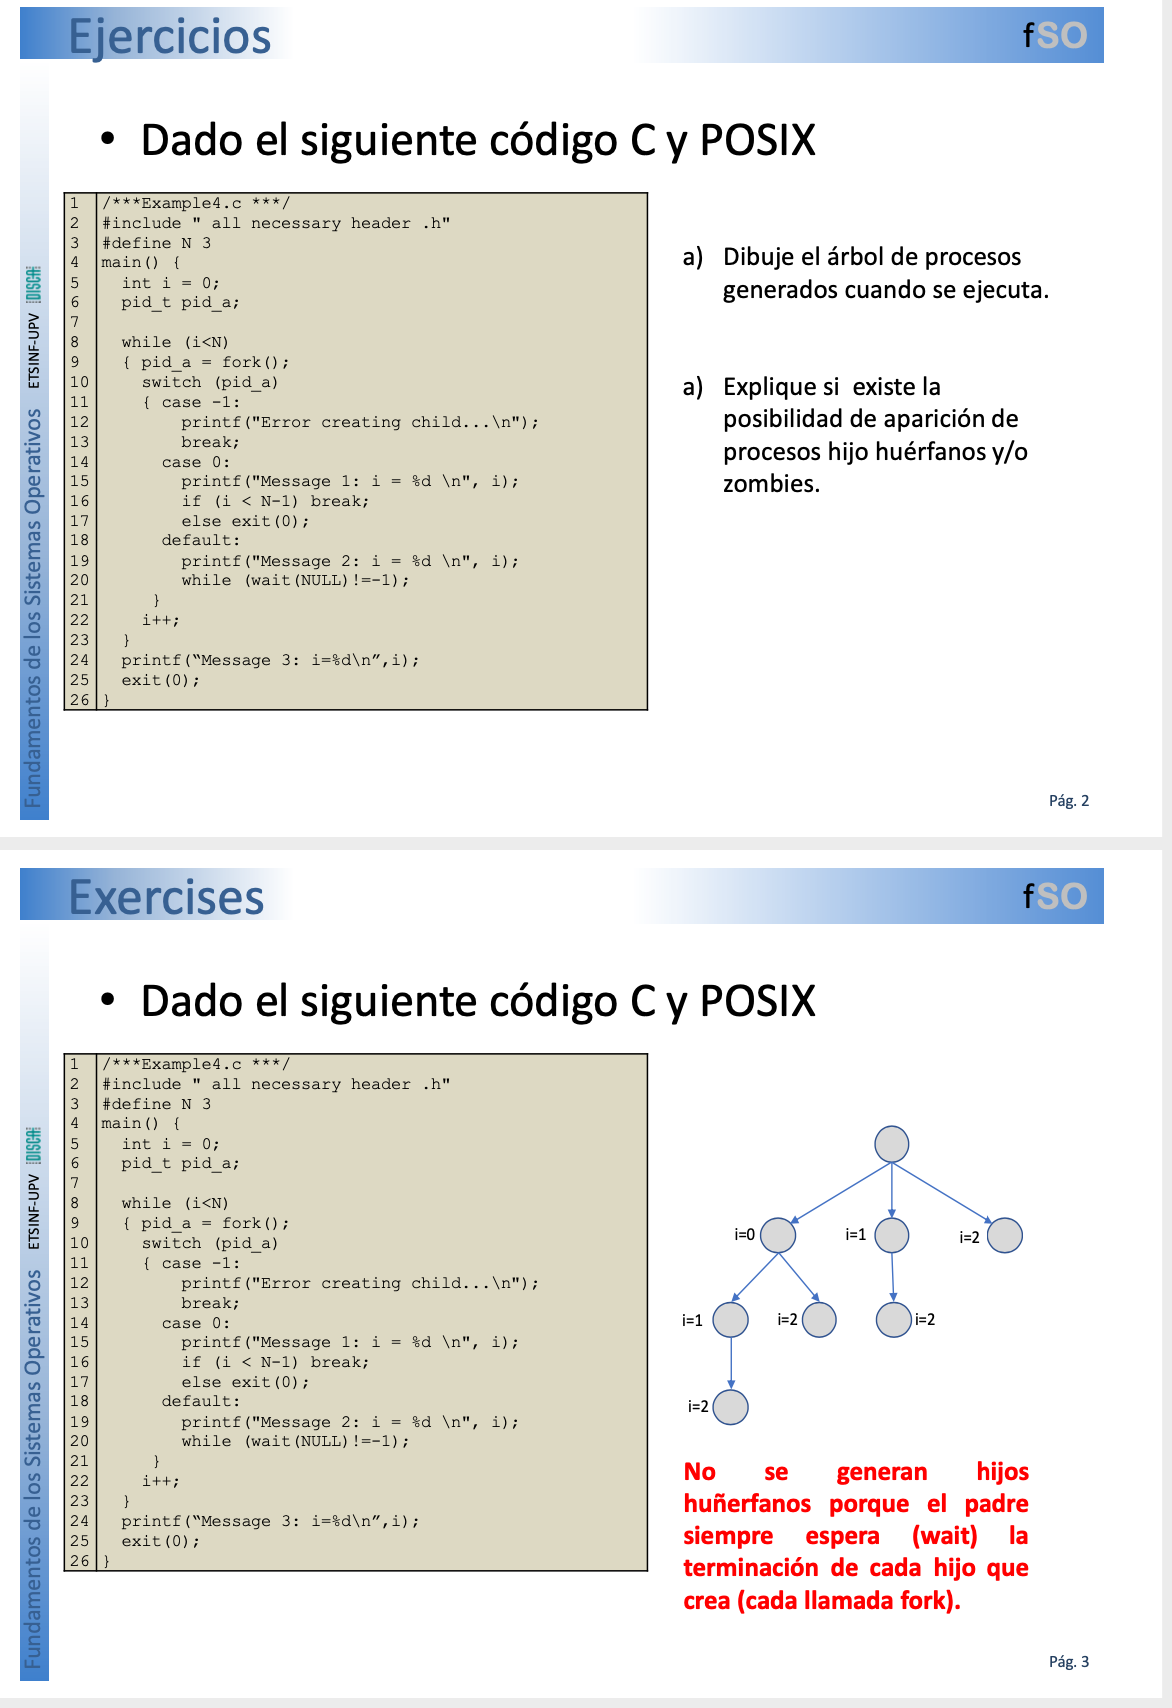 Ejercicios
fSO
• Dado el siguiente código C y POSIX
1 /***Example4.c ***/
2 #include " all necessary header .h"
3 #define N 3
4 main() {
5 int i = 0;
6 pid_t pid_a;
7
8 while (i<N)
9 { pid_a = fork();
10 switch (pid_a)
11 { case -1:
12 printf("Error creating child...\n");
13 break;
14 case 0:
15 printf("Message 1: i = %d \n", i);
16 if (i < N-1) break;
17 else exit(0);
18 default:
19 printf("Message 2: i = %d \n", i);
20 while (wait(NULL)!=-1);
21 }
22 i++;
23 }
24 printf(“Message 3: i=%d\n”,i);
25 exit(0);
26 }
a) Dibuje el árbol de procesos
generados cuando se ejecuta.
a) Explique si existe la
posibilidad de aparición de
procesos hijo huérfanos y/o
zombies.
Fundamentos de los Sistemas Operativos ETSINF-UPV DISCA
Pág. 2
Exercises
fSO
• Dado el siguiente código C y POSIX
1 /***Example4.c ***/
2 #include " all necessary header .h"
3 #define N 3
4 main() {
5 int i = 0;
6 pid_t pid_a;
7
8 while (i<N)
9 { pid_a = fork();
10 switch (pid_a)
11 { case -1:
12 printf("Error creating child...\n");
13 break;
14 case 0:
15 printf("Message 1: i = %d \n", i);
16 if (i < N-1) break;
17 else exit(0);
18 default:
19 printf("Message 2: i = %d \n", i);
20 while (wait(NULL)!=-1);
21 }
22 i++;
23 }
24 printf(“Message 3: i=%d\n”,i);
25 exit(0);
26 }
i=0 i=1 i=2
i=1 i=2 i=2
i=2
No se generan hijos
huñerfanos porque el padre
siempre espera (wait) la
terminación de cada hijo que
crea (cada llamada fork).
Fundamentos de los Sistemas Operativos ETSINF-UPV DISCA
Pág. 3